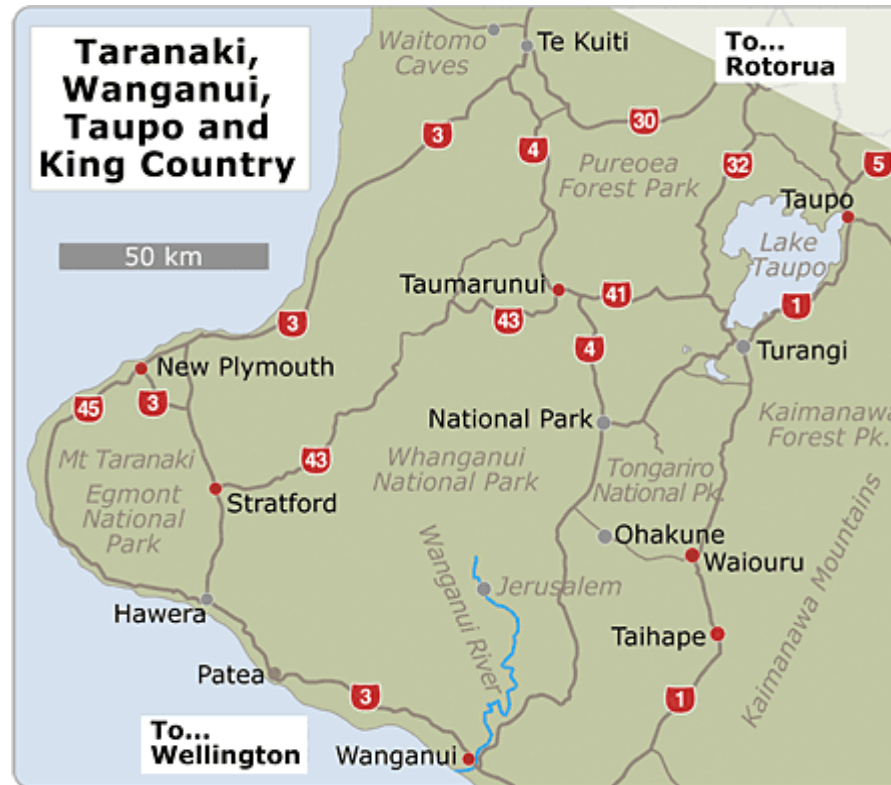 Taranaki,
Wanganui,
Taupo and
King Country
Waitomo
Caves
Te Kuiti
To...
Rotorua
30
3
4
32
5
Pureoea
Forest Park
Taupo
50 km
Lake
Taupo
Taumarunui
41
1
3
43
4
Turangi
New Plymouth
45
3
National Park
Kaimanawa
Forest Pk.
43
Mt Taranaki
Whanganui
National Park
Tongariro
National Pk.
Egmont
National
Park
Stratford
Ohakune
Waiouru
Jerusalem
Wanganui River
Kaimanawa Mountains
Hawera
Taihape
Patea
3
1
To...
Wellington
Wanganui